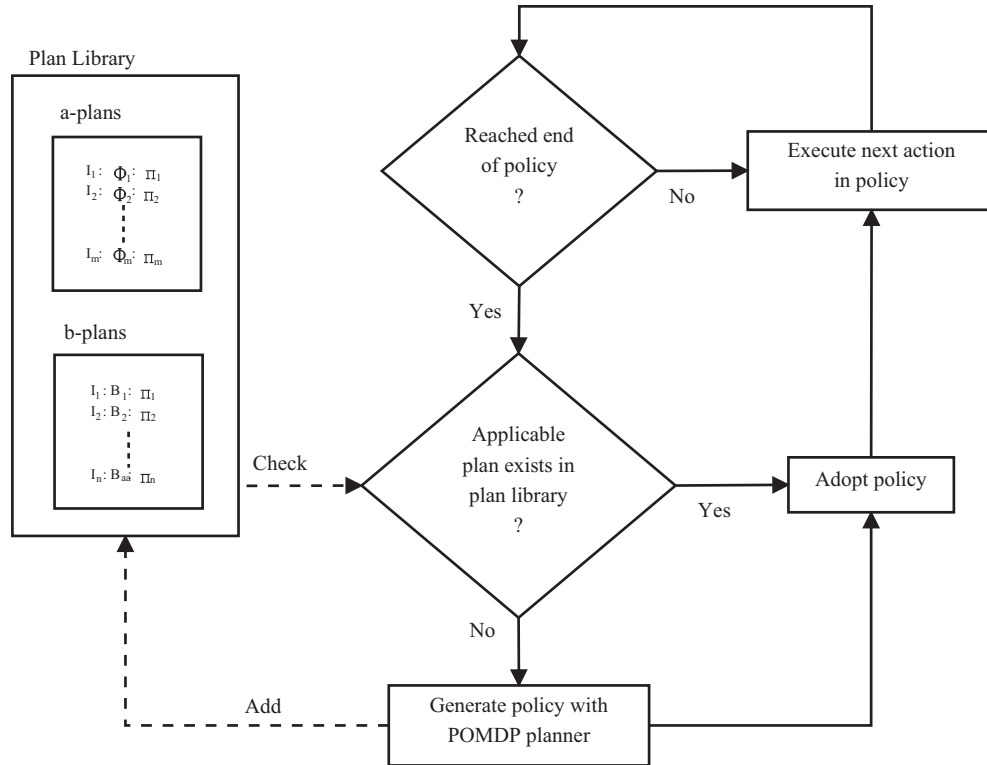 Plan Library
a-plans
I₁: Φ₁: Π₁
I₂: Φ₂: Π₂
Iₘ: Φₘ: Πₘ
b-plans
I₁: B₁: Π₁
I₂: B₂: Π₂
Iₙ: Bₐₐ: Πₙ
Reached end
of policy
?
No
Execute next action
in policy
Yes
Check
Applicable
plan exists in
plan library
?
Yes
Adopt policy
No
Add
Generate policy with
POMDP planner